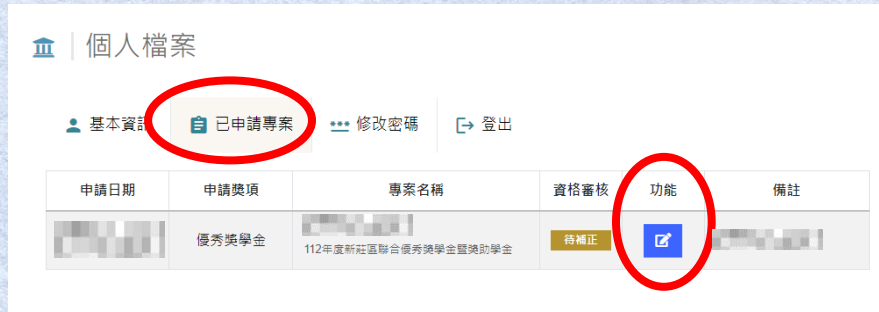 個人檔案
基本資訊 已申請專案 修改密碼 登出
申請日期 申請獎項 專案名稱 資格審核 功能 備註
優秀獎學金 待補正
112年度新莊區聯合優秀獎學金暨獎助學金